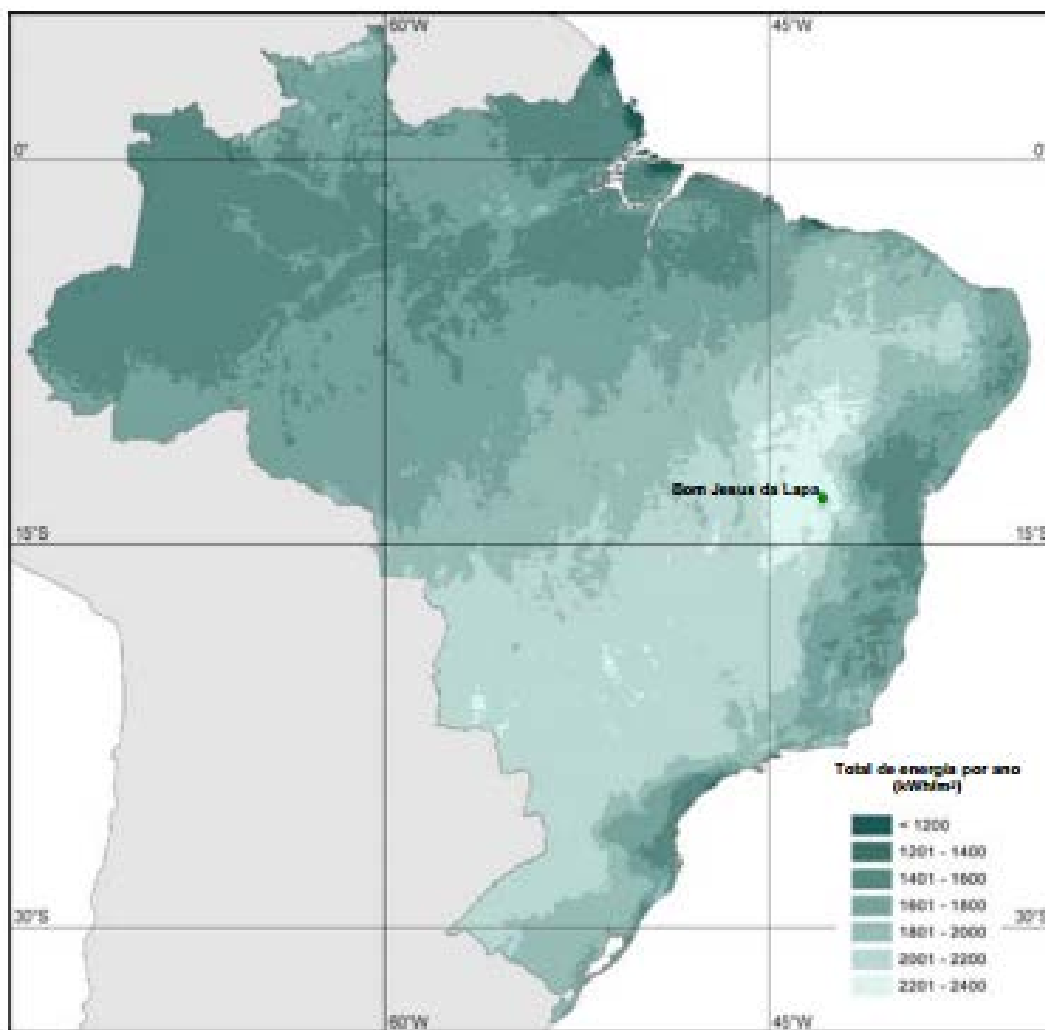 60°W 45°W
0° 0°
Bom Jesus da Lapa
15°S 15°S
Total de energia por ano
(kWh/m²)
< 1200
1201 - 1400
1401 - 1600
1601 - 1800
30°S 30°S
1801 - 2000
2001 - 2200
2201 - 2400
60°W 45°W